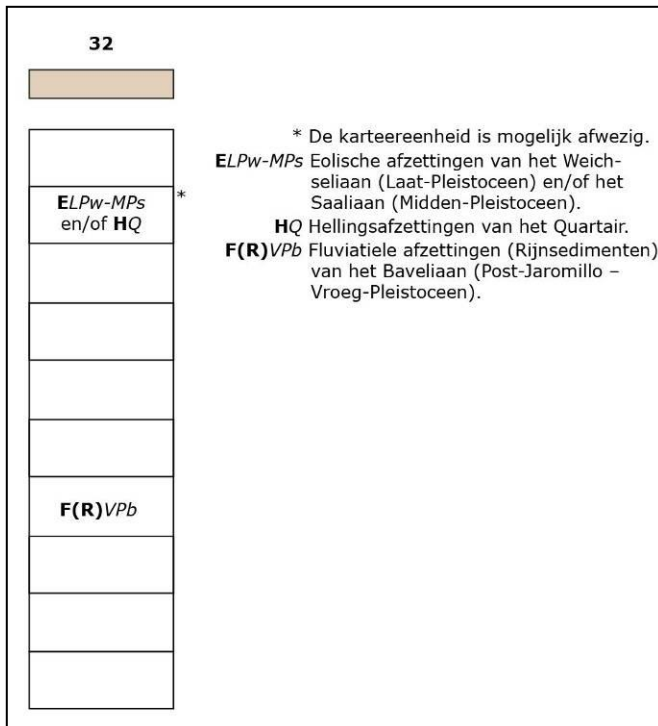 32
* De karteereenheid is mogelijk afwezig.
ELPw-MPs Eolische afzettingen van het Weich-
seliaan (Laat-Pleistoceen) en/of het
Saaliaan (Midden-Pleistoceen).
HQ Hellingsafzettingen van het Quartair.
F(R)VPb Fluviatiele afzettingen (Rijnsedimenten)
van het Baveliaan (Post-Jaromillo –
Vroeg-Pleistoceen).
ELPw-MPs *
en/of HQ
F(R)VPb